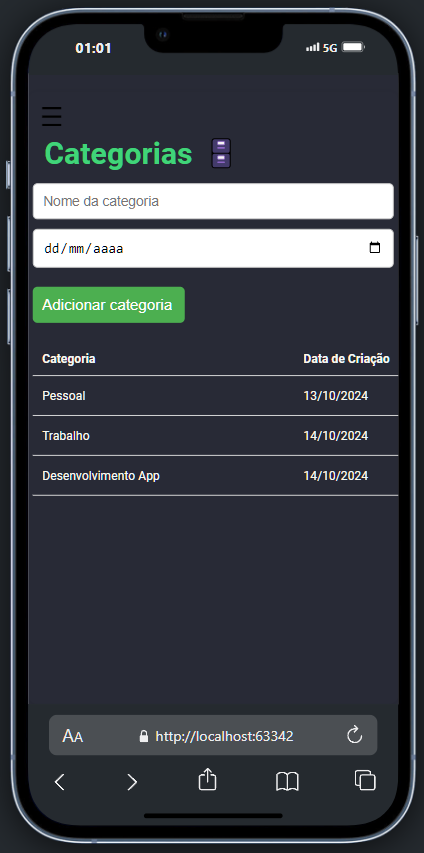 01:01 5G
Categorias
Nome da categoria
dd/mm/aaaa
Adicionar categoria
Categoria Data de Criação
Pessoal 13/10/2024
Trabalho 14/10/2024
Desenvolvimento App 14/10/2024
AA http://localhost:63342